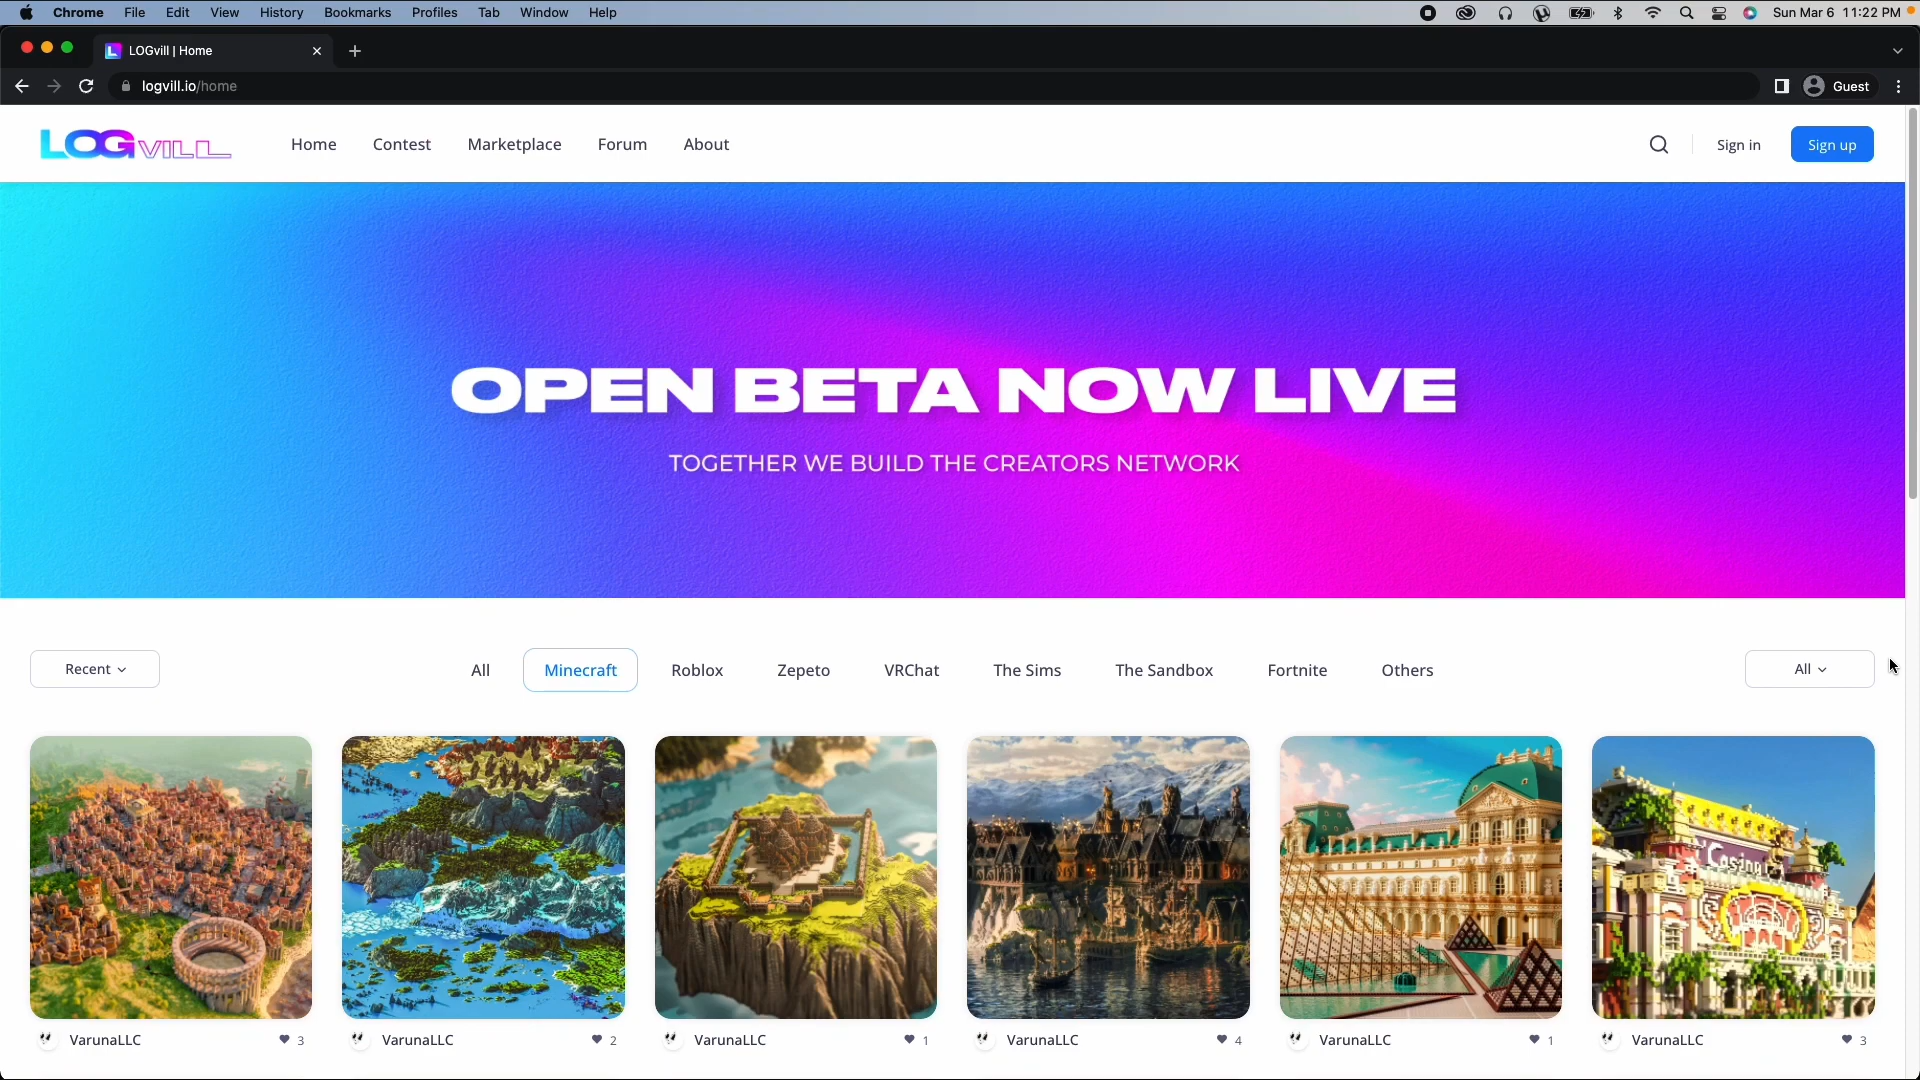 Chrome File Edit View History Bookmarks Profiles Tab Window Help Sun Mar 6 11:22 PM
LOGvill | Home
logvill.io/home Guest
LOGVILL Home Contest Marketplace Forum About Sign in Sign up
OPEN BETA NOW LIVE
TOGETHER WE BUILD THE CREATORS NETWORK
Recent All Minecraft Roblox Zepeto VRChat The Sims The Sandbox Fortnite Others All
VarunaLLC 3 VarunaLLC 2 VarunaLLC 1 VarunaLLC 4 VarunaLLC 1 VarunaLLC 3